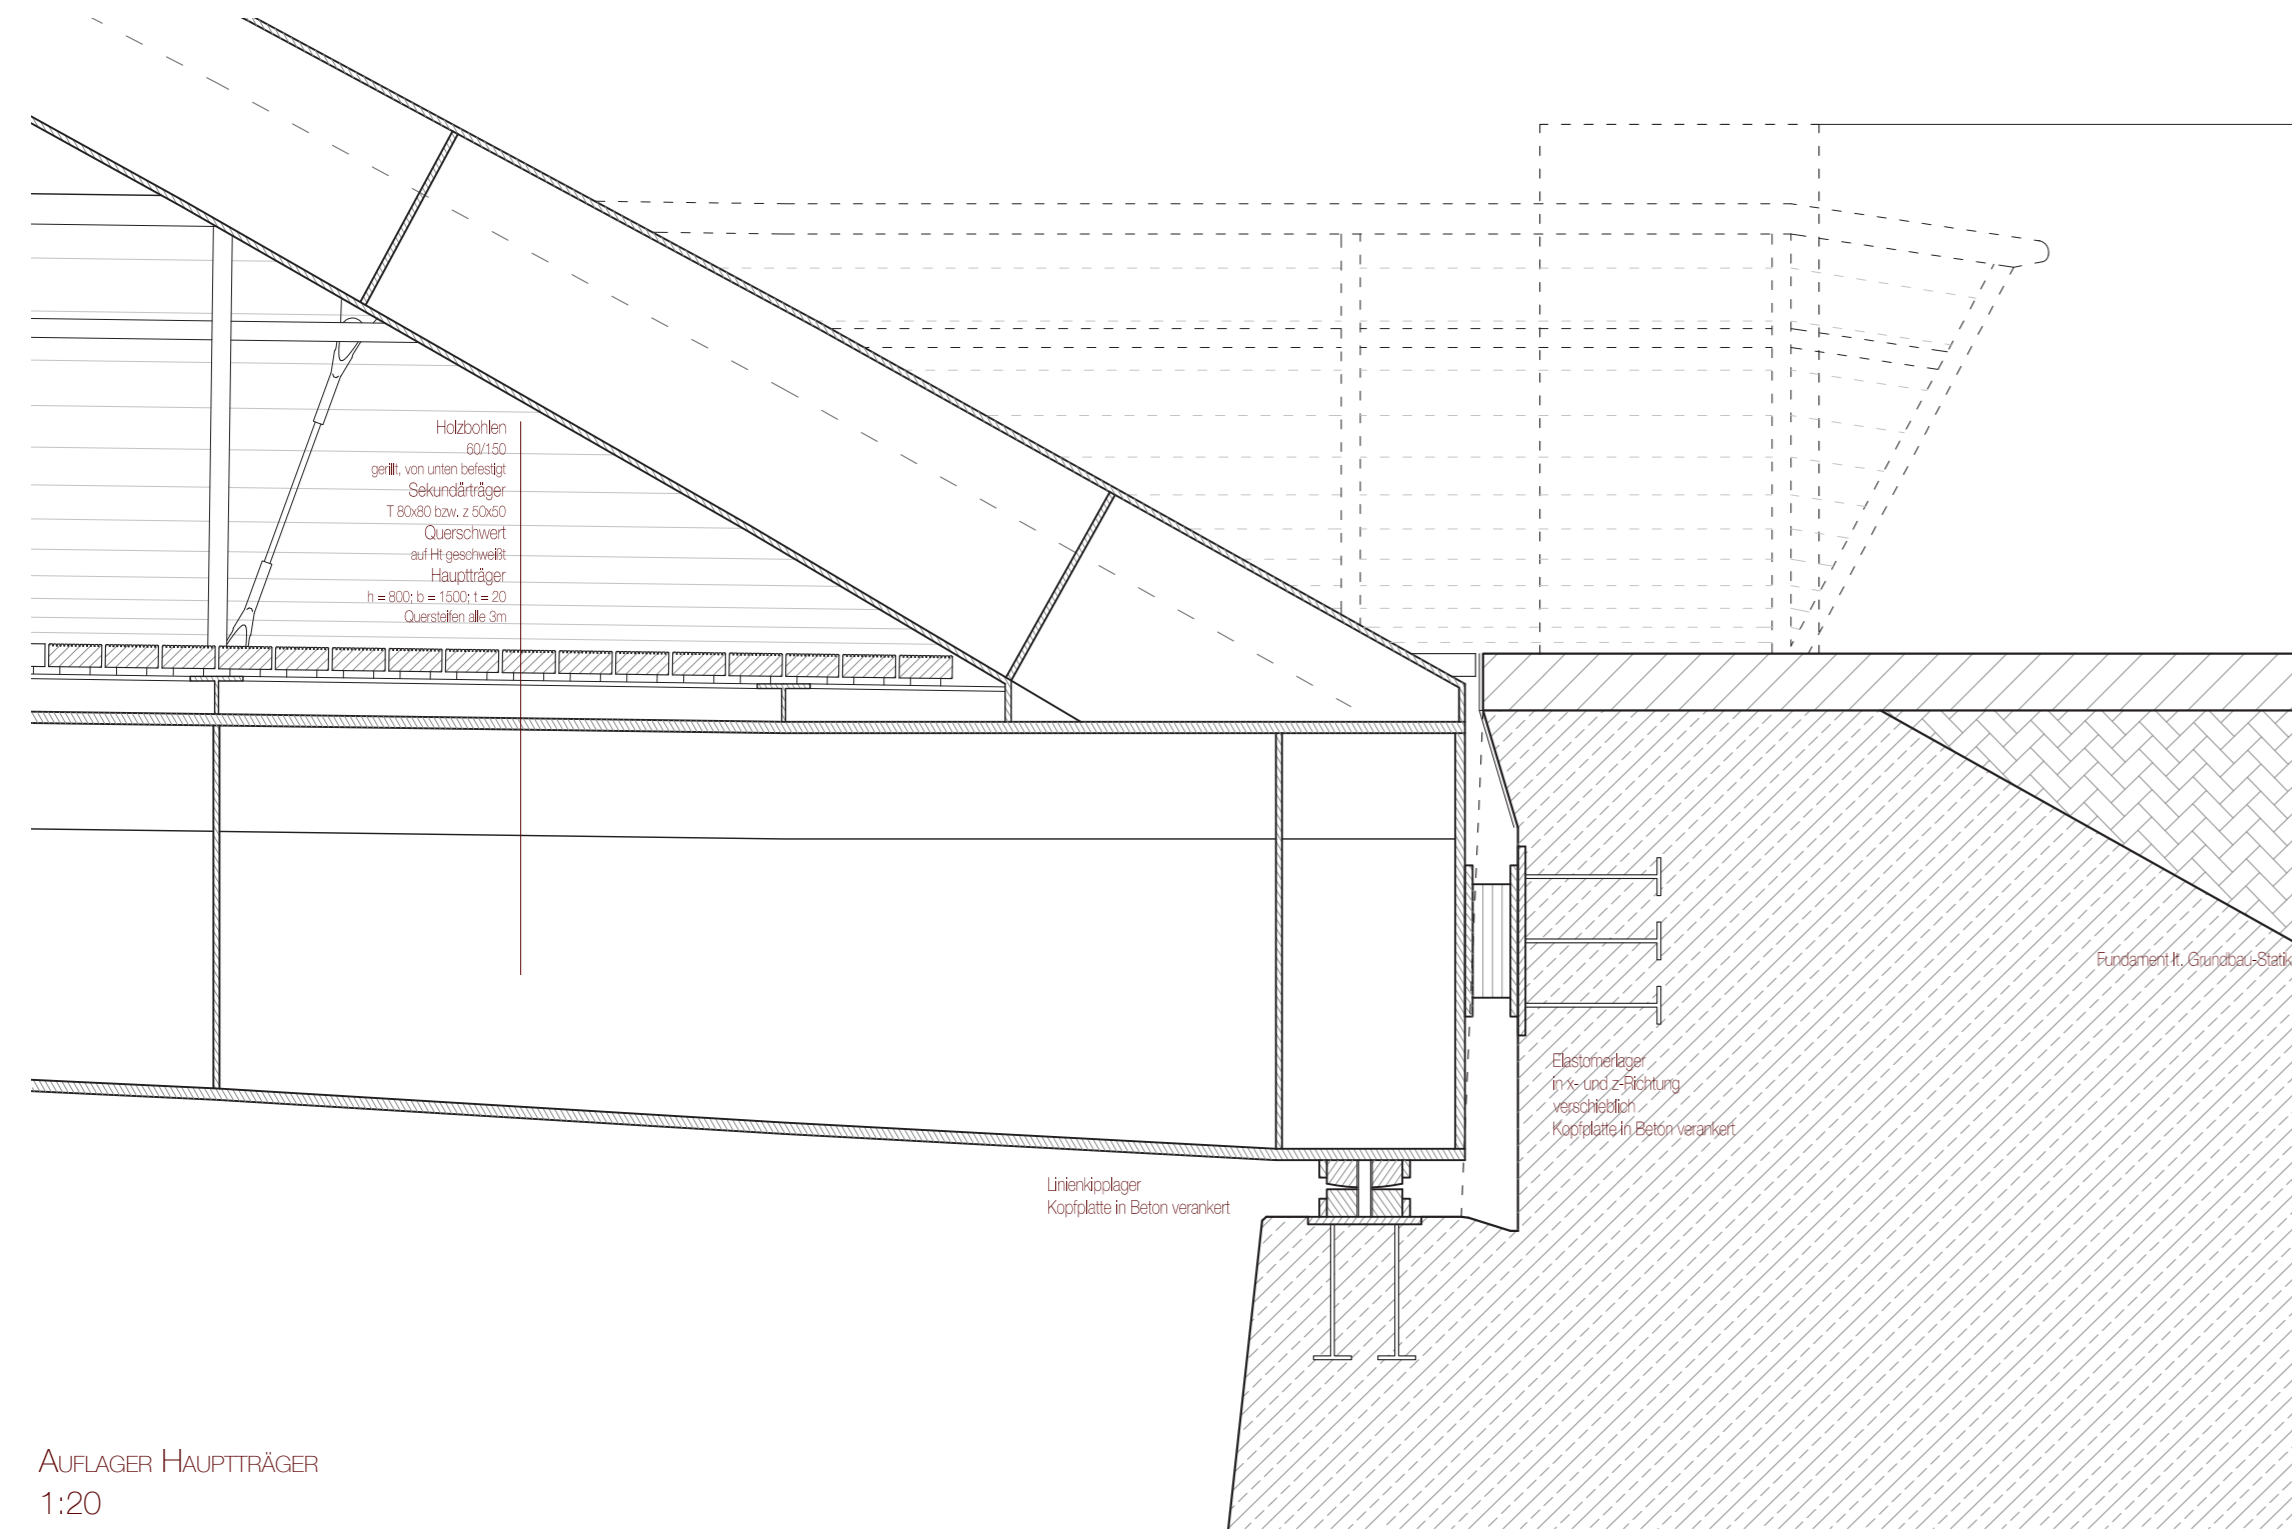 Holzbohlen
60/150
gerillt, von unten befestigt
Sekundärträger
T 80x80 bzw. z 50x50
Querschwert
auf Ht geschweißt
Hauptträger
h = 800; b = 1500; t = 20
Quersteifen alle 3m
Fundament lt. Grundbau-Statik
Elastomerlager
in x- und z-Richtung
verschieblich
Kopfplatte in Beton verankert
Linienkipplager
Kopfplatte in Beton verankert
AUFLAGER HAUPTTRÄGER
1:20